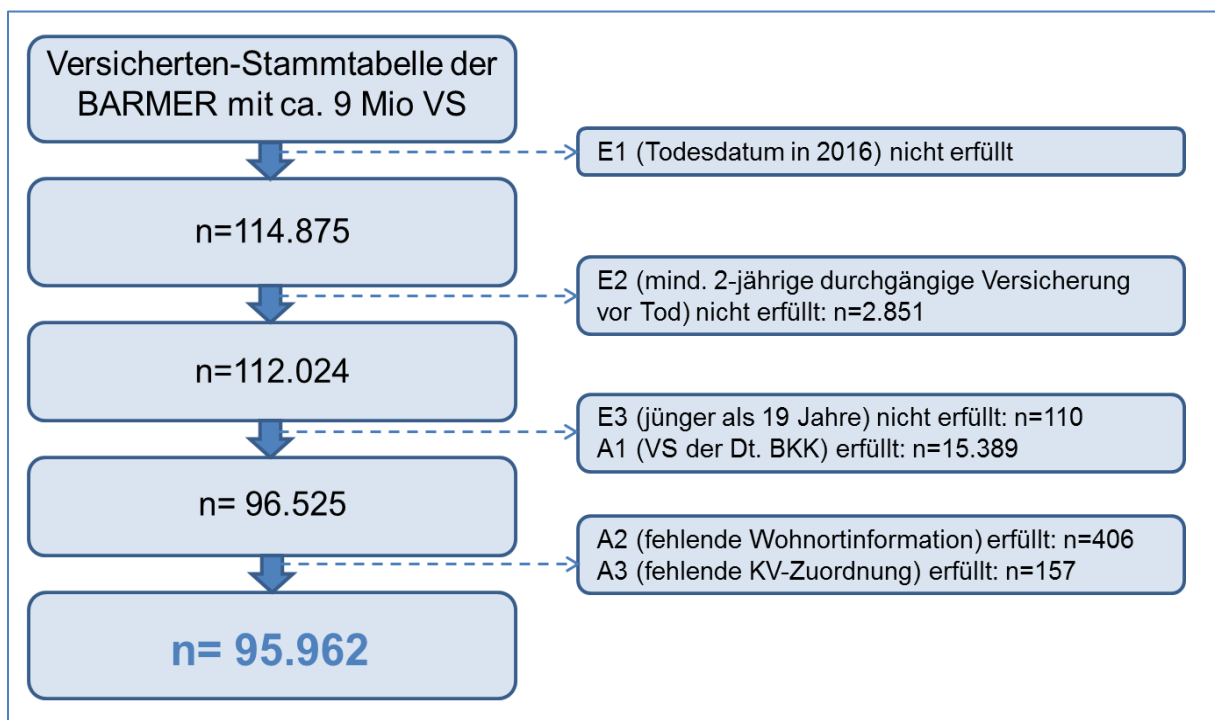 Versicherten-Stammtabelle der
BARMER mit ca. 9 Mio VS
E1 (Todesdatum in 2016) nicht erfüllt
n=114.875
E2 (mind. 2-jährige durchgängige Versicherung
vor Tod) nicht erfüllt: n=2.851
n=112.024
E3 (jünger als 19 Jahre) nicht erfüllt: n=110
A1 (VS der Dt. BKK) erfüllt: n=15.389
n= 96.525
A2 (fehlende Wohnortinformation) erfüllt: n=406
A3 (fehlende KV-Zuordnung) erfüllt: n=157
n= 95.962